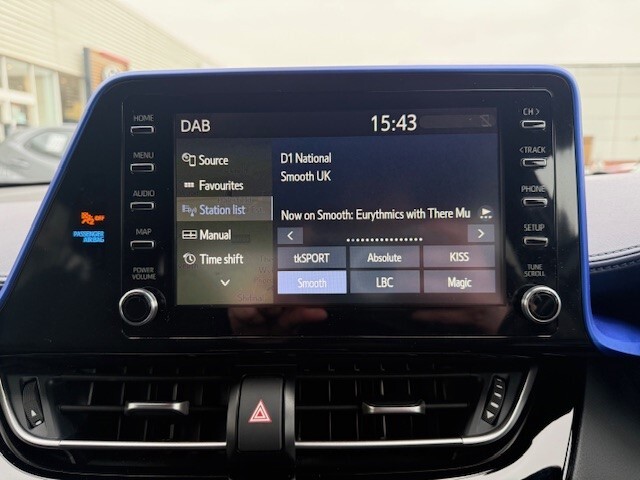 HOME
MENU
AUDIO
MAP
POWER
VOLUME
OFF
PASSENGER
AIRBAG
DAB
15:43
Source
Favourites
Station list
Manual
Time shift
D1 National
Smooth UK
Now on Smooth: Eurythmics with There Mu
tkSPORT
Absolute
KISS
Smooth
LBC
Magic
CH >
< TRACK
PHONE
SETUP
TUNE
SCROLL